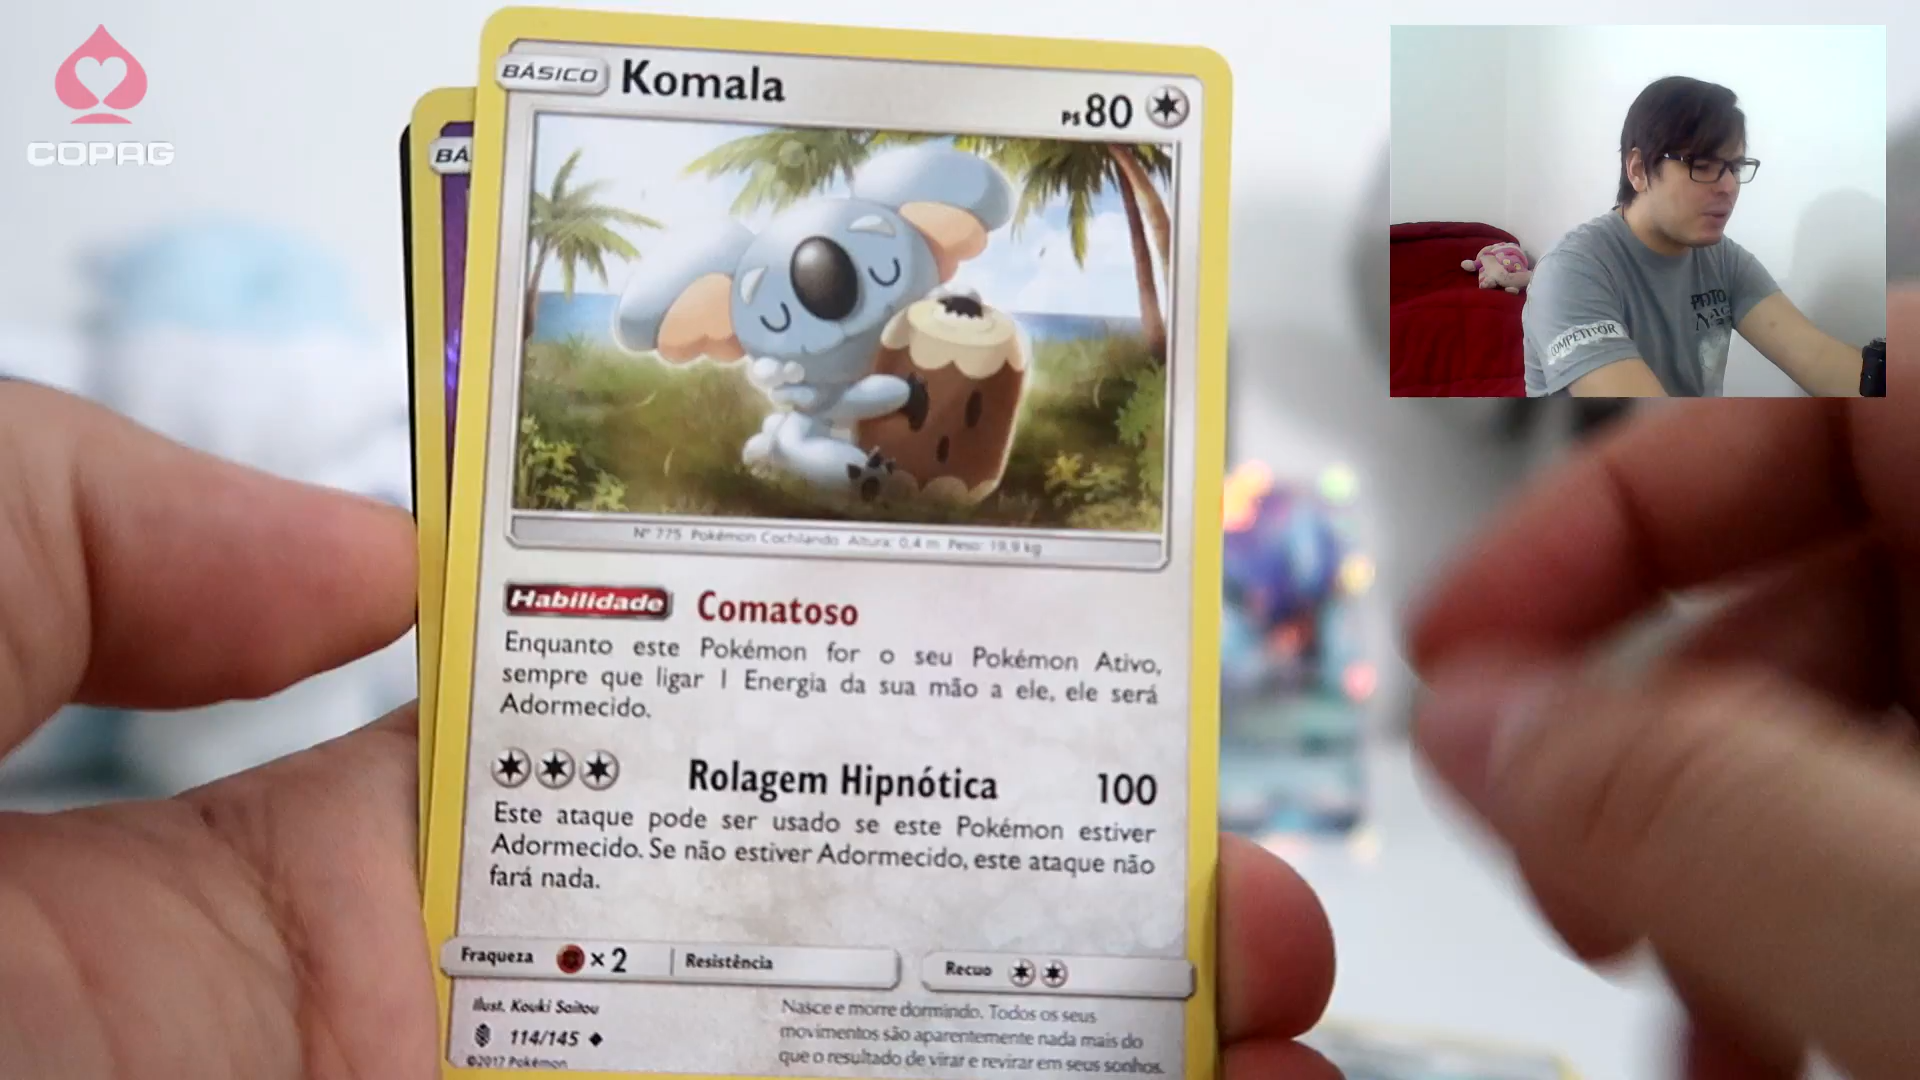 COPAG
BÁSICO
Komala
PS 80
BÁ
Nº 775 Pokémon Cochilando Altura: 0,4 m Peso: 19,9 kg
Habilidade Comatoso
Enquanto este Pokémon for o seu Pokémon Ativo,
sempre que ligar 1 Energia da sua mão a ele, ele será
Adormecido.
Rolagem Hipnótica 100
Este ataque pode ser usado se este Pokémon estiver
Adormecido. Se não estiver Adormecido, este ataque não
fará nada.
Fraqueza ×2 Resistência Recuo
Illust. Kouki Saitou
114/145
©2017 Pokémon
Nasce e morre dormindo. Todos os seus
movimentos são aparentemente nada mais do
que o resultado de virar e revirar em seus sonhos.
COMPETITOR